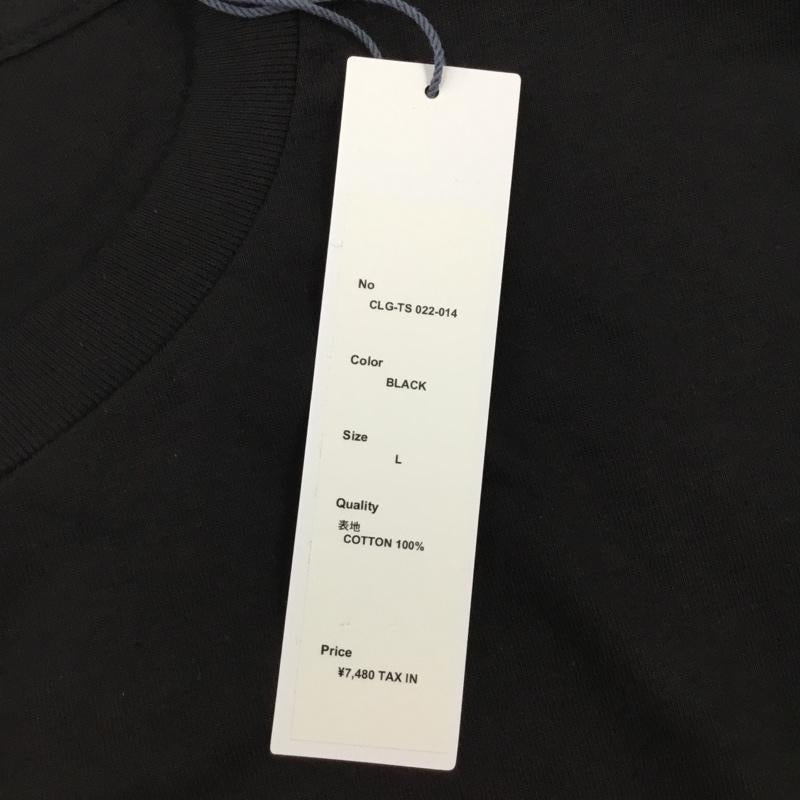 No
CLG-TS 022-014
Color
BLACK
Size
L
Quality
表地
COTTON 100%
Price
¥7,480 TAX IN